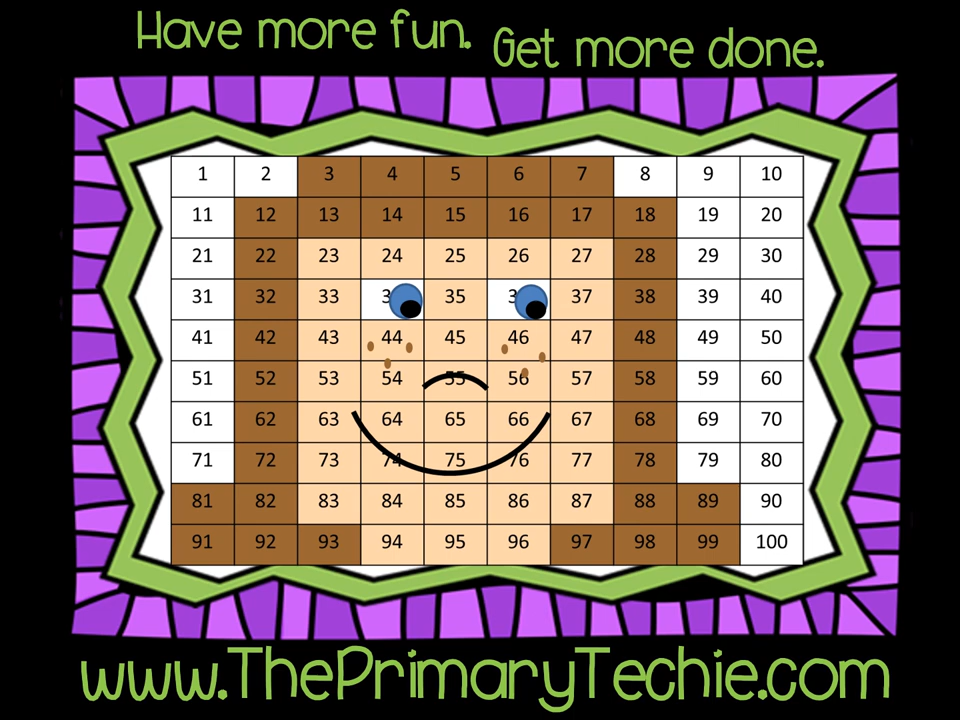 Have more fun. Get more done.
1 2 3 4 5 6 7 8 9 10
11 12 13 14 15 16 17 18 19 20
21 22 23 24 25 26 27 28 29 30
31 32 33 35 37 38 39 40
41 42 43 44 45 46 47 48 49 50
51 52 53 54 55 56 57 58 59 60
61 62 63 64 65 66 67 68 69 70
71 72 73 74 75 76 77 78 79 80
81 82 83 84 85 86 87 88 89 90
91 92 93 94 95 96 97 98 99 100
www.ThePrimaryTechie.com